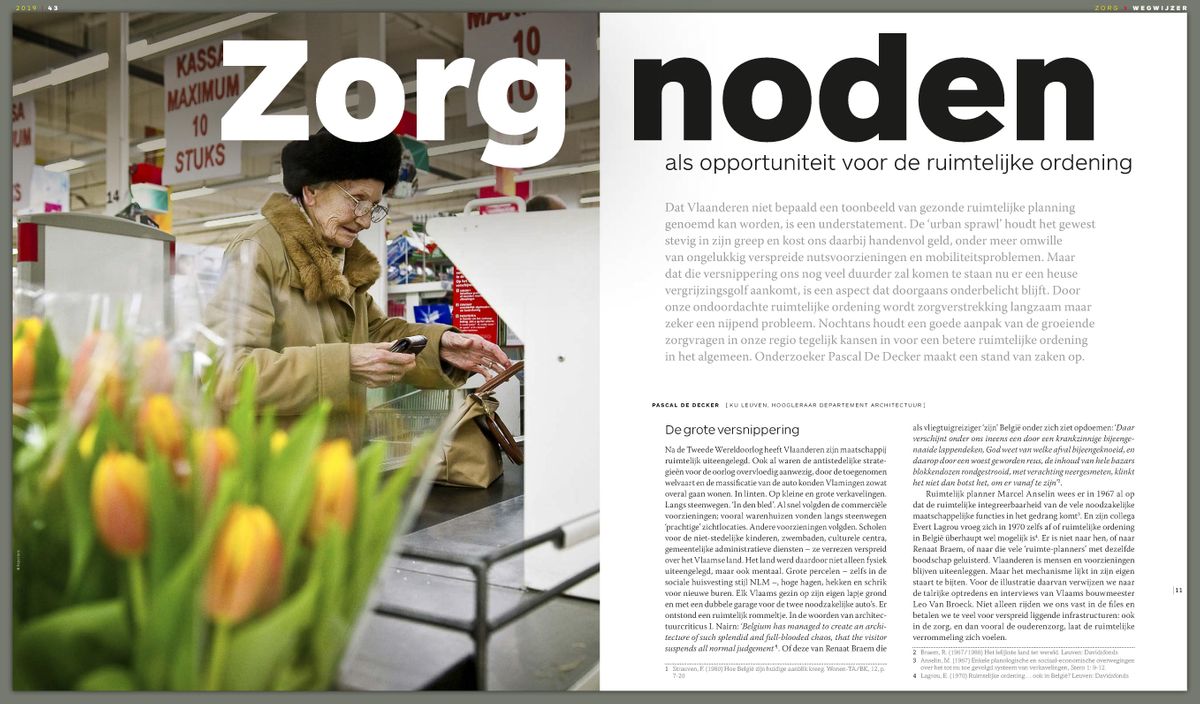 2019 | 43
ZORG | WEGWIJZER
KASSA
MAXIMUM
10
STUKS
MAXIMUM
10
14
Zorg
noden
als opportuniteit voor de ruimtelijke ordening
Dat Vlaanderen niet bepaald een toonbeeld van gezonde ruimtelijke planning
genoemd kan worden, is een understatement. De ‘urban sprawl’ houdt het gewest
stevig in zijn greep en kost ons daarbij handenvol geld, onder meer omwille
van ongelukkig verspreide nutsvoorzieningen en mobiliteitsproblemen. Maar
dat die versnippering ons nog veel duurder zal komen te staan nu er een heuse
vergrijzingsgolf aankomt, is een aspect dat doorgaans onderbelicht blijft. Door
onze ondoordachte ruimtelijke ordening wordt zorgverstrekking langzaam maar
zeker een nijpend probleem. Nochtans houdt een goede aanpak van de groeiende
zorgvragen in onze regio tegelijk kansen in voor een betere ruimtelijke ordening
in het algemeen. Onderzoeker Pascal De Decker maakt een stand van zaken op.
PASCAL DE DECKER [KU LEUVEN, HOOGLERAAR DEPARTEMENT ARCHITECTUUR]
De grote versnippering
Na de Tweede Wereldoorlog heeft Vlaanderen zijn maatschappij
ruimtelijk uiteengelegd. Ook al waren de antistedelijke strate-
gieën voor de oorlog overvloedig aanwezig, door de toegenomen
welvaart en de massificatie van de auto konden Vlamingen zowat
overal gaan wonen. In linten. Op kleine en grote verkavelingen.
Langs steenwegen. ‘In den bled’. Al snel volgden de commerciële
voorzieningen; vooral warenhuizen vonden langs steenwegen
‘prachtige’ zichtlocaties. Andere voorzieningen volgden. Scholen
voor de niet-stedelijke kinderen, zwembaden, culturele centra,
gemeentelijke administratieve diensten – ze verrezen verspreid
over het Vlaamse land. Het land werd daardoor niet alleen fysiek
uiteengelegd, maar ook mentaal. Grote percelen – zelfs in de
sociale huisvesting stijl NLM –, hoge hagen, hekken en schrik
voor nieuwe buren. Elk Vlaams gezin op zijn eigen lapje grond
en met een dubbele garage voor de twee noodzakelijke auto’s. Er
ontstond een ruimtelijk rommeltje. In de woorden van architec-
tuurcriticus I. Nairn: ‘Belgium has managed to create an archi-
tecture of such splendid and full-blooded chaos, that the visitor
suspends all normal judgement’¹. Of deze van Renaat Braem die
1 Strauven, F. (1980) Hoe België zijn huidige aanblik kreeg. Wonen-TA/BK, 12, p.
7-20
als vliegtuigreiziger ‘zijn’ België onder zich ziet opdoemen: ‘Daar
verschijnt onder ons ineens een door een krankzinnige bijeenge-
naaide lappendeken. God weet van welke afval bijeengeknoeid, en
daarop door een woest geworden reus, de inhoud van hele bazars
blokkendozen rondgestrooid, met verachting neergesmeten, klinkt
het niet dan botst het, om er vanaf te zijn’².
Ruimtelijk planner Marcel Anselin wees er in 1967 al op
dat de ruimtelijke integreerbaarheid van de vele noodzakelijke
maatschappelijke functies in het gedrang komt³. En zijn collega
Evert Lagrou vroeg zich in 1970 zelfs af of ruimtelijke ordening
in België überhaupt wel mogelijk is⁴. Er is niet naar hen, of naar
Renaat Braem, of naar die vele ‘ruimte-planners’ met dezelfde
boodschap geluisterd. Vlaanderen is mensen en voorzieningen
blijven uiteenleggen. Maar het mechanisme lijkt in zijn eigen
staart te bijten. Voor de illustratie daarvan verwijzen we naar
de talrijke optredens en interviews van Vlaams bouwmeester
Leo Van Broeck. Niet alleen rijden we ons vast in de files en
betalen we te veel voor verspreid liggende infrastructuren: ook
in de zorg, en dan vooral de ouderenzorg, laat de ruimtelijke
verrommeling zich voelen.
2 Braem, R. (1967/1986) Het lelijkste land ter wereld. Leuven: Davidsfonds
3 Anselin, M. (1967) Enkele planologische en sociaal-economische overwegingen
over het tot nu toe gevolgd systeem van verkavelingen, Stero 1: 9-12
4 Lagrou, E. (1970) Ruimtelijke ordening… ook in België? Leuven: Davidsfonds
|11